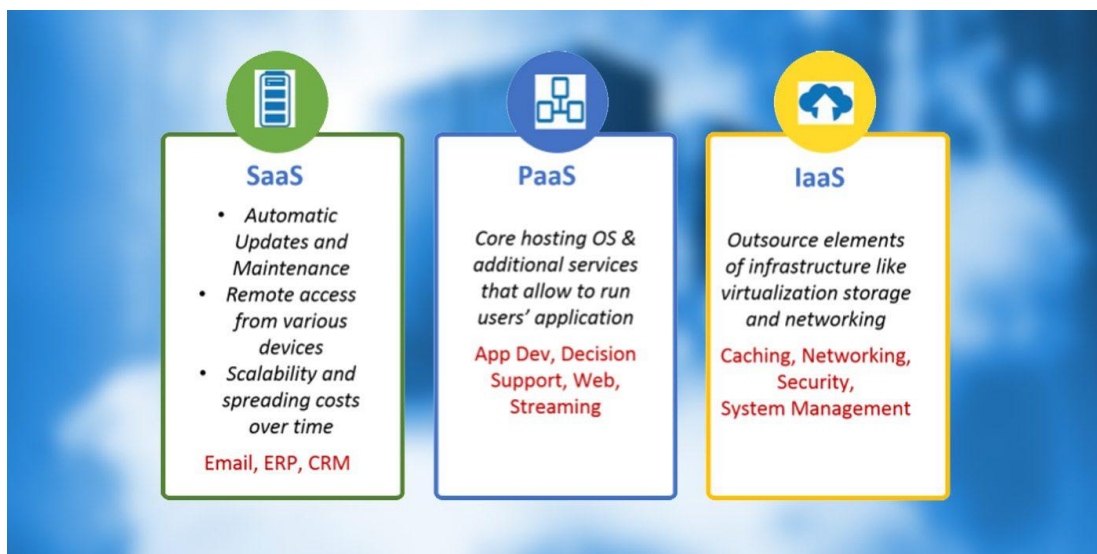 SaaS
• Automatic
Updates and
Maintenance
• Remote access
from various
devices
• Scalability and
spreading costs
over time
Email, ERP, CRM
PaaS
Core hosting OS &
additional services
that allow to run
users’ application
App Dev, Decision
Support, Web,
Streaming
IaaS
Outsource elements
of infrastructure like
virtualization storage
and networking
Caching, Networking,
Security,
System Management